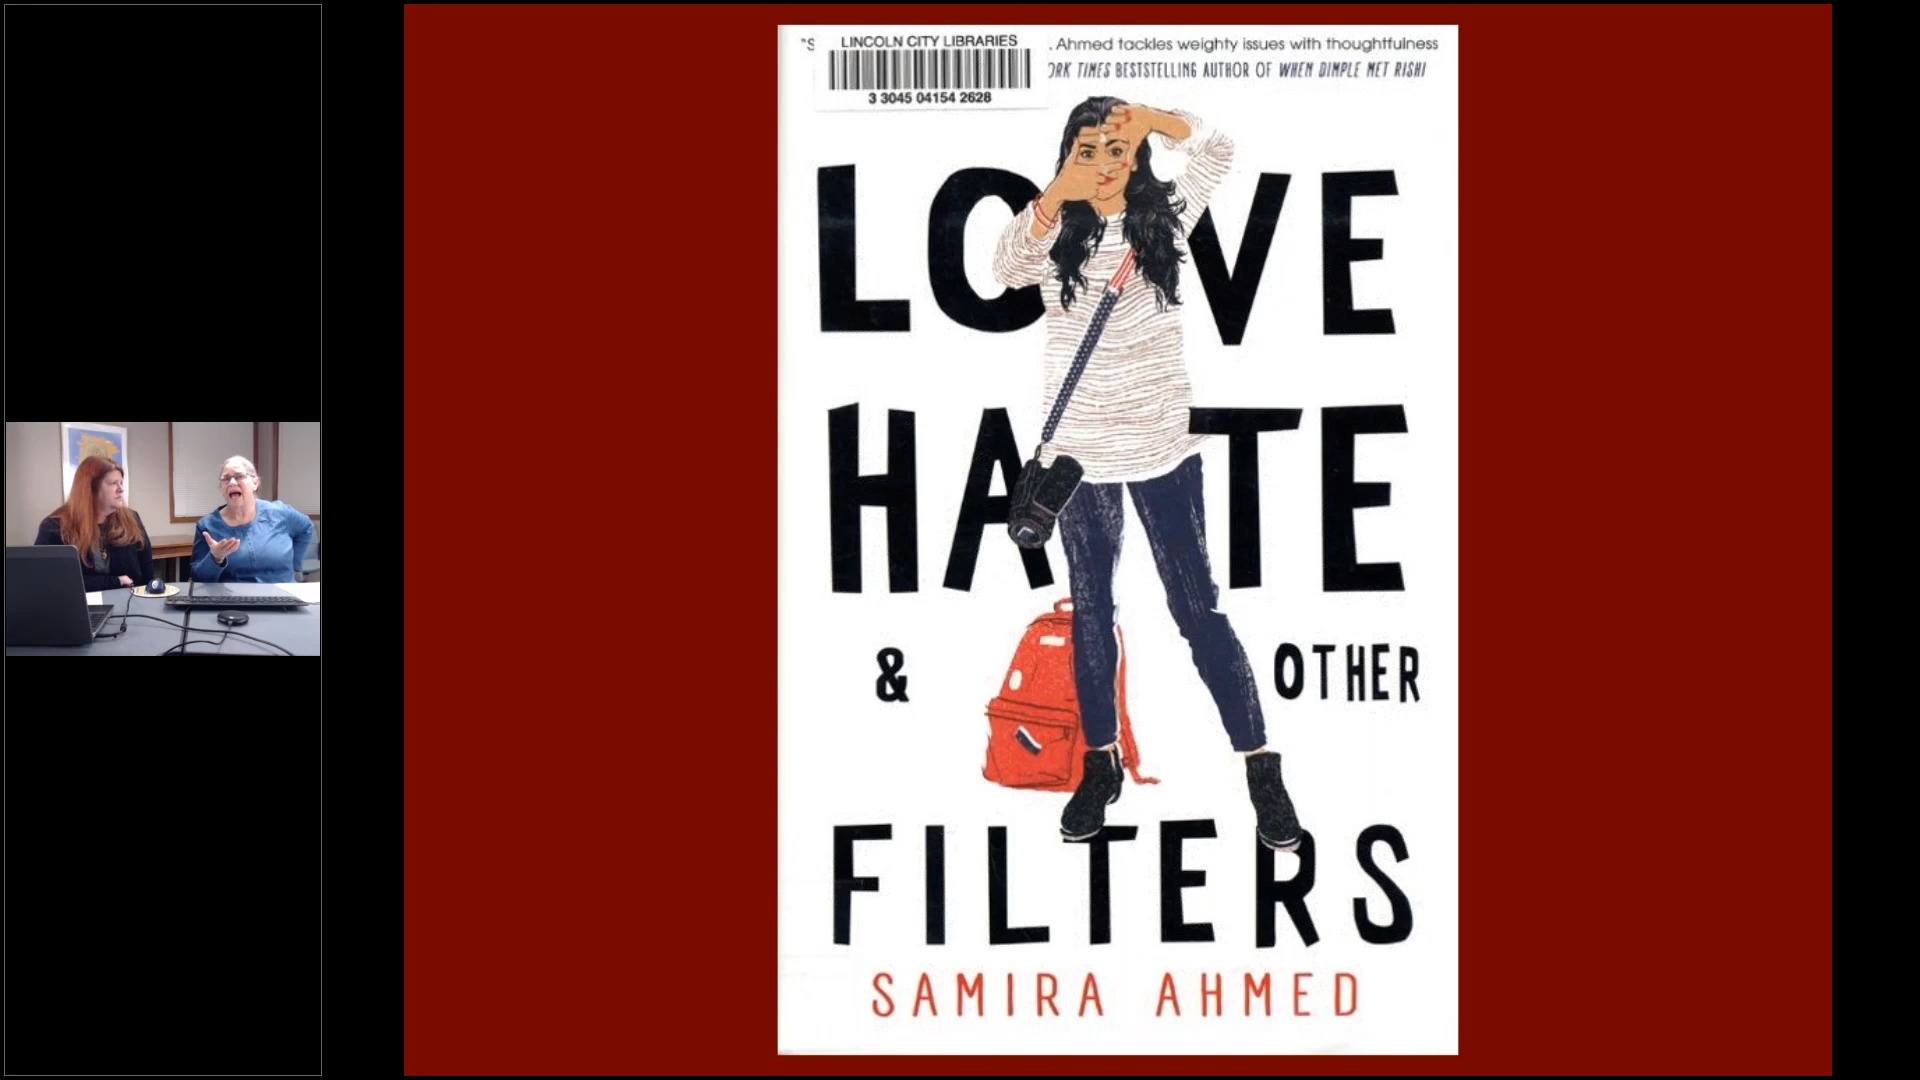 "S
LINCOLN CITY LIBRARIES
3 3045 04154 2628
. Ahmed tackles weighty issues with thoughtfulness
ORK TIMES BESTSTELLING AUTHOR OF WHEN DIMPLE MET RISHI
LOVE
HATE
& OTHER
FILTERS
SAMIRA AHMED